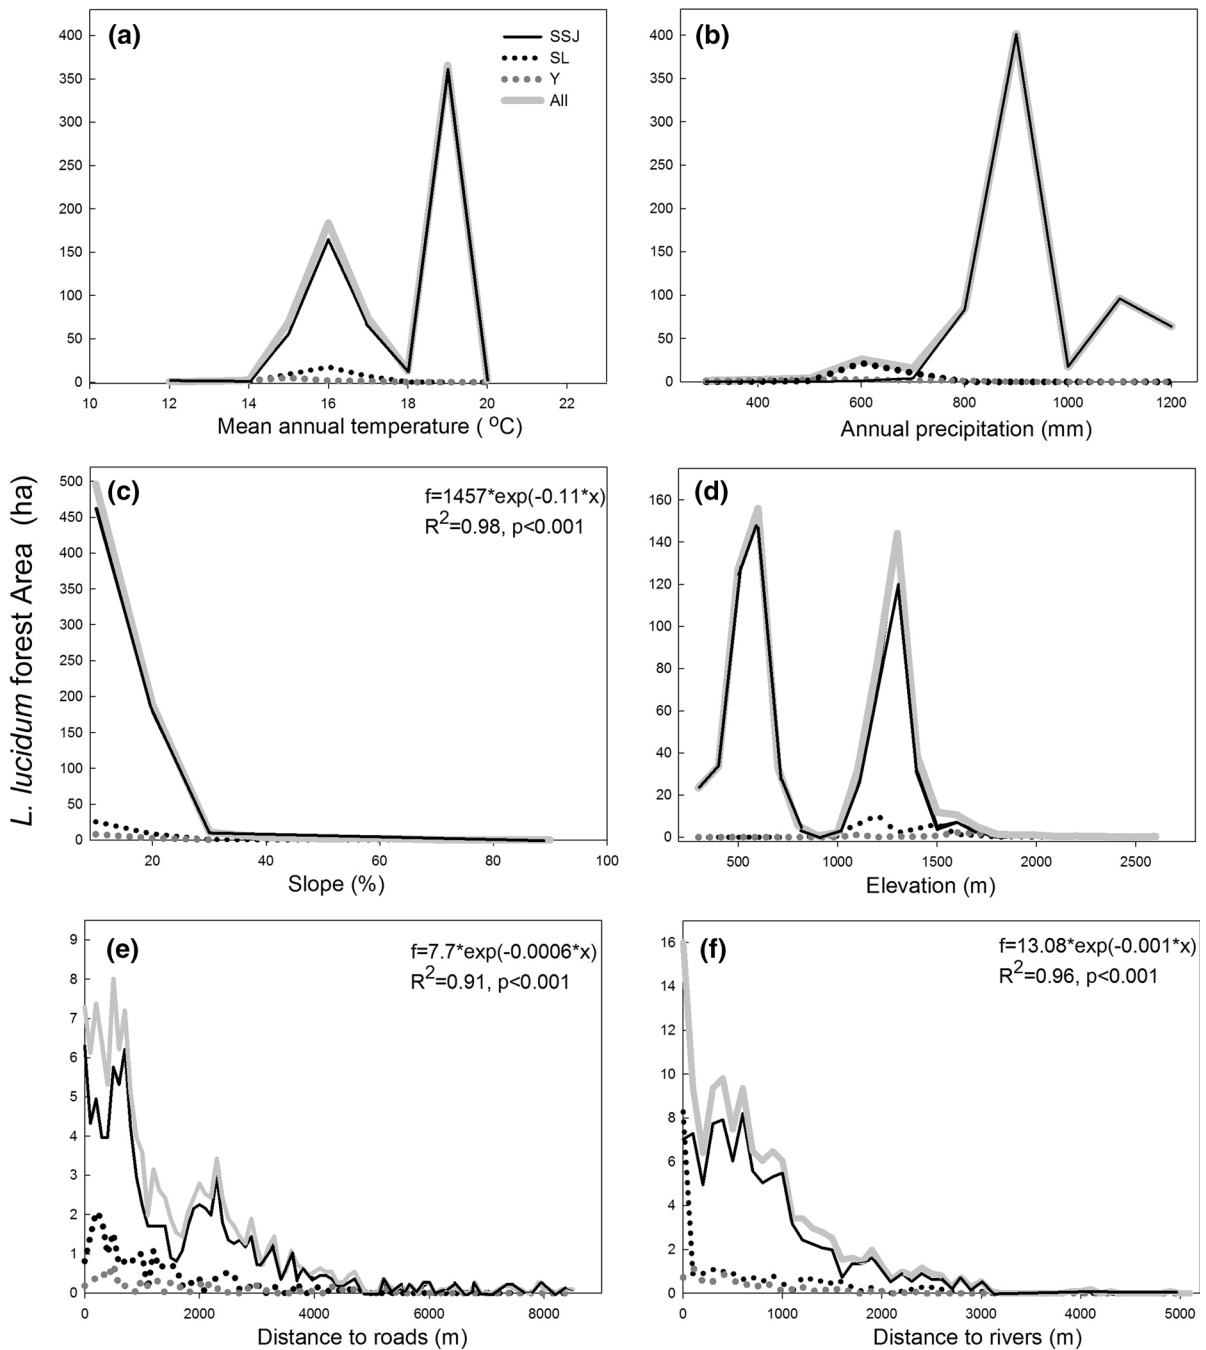 (a)
SSJ
SL
Y
All
400
350
300
250
200
150
100
50
0
10 12 14 16 18 20 22
Mean annual temperature ( ºC)
(b)
400
350
300
250
200
150
100
50
0
400 600 800 1000 1200
Annual precipitation (mm)
L. lucidum forest Area (ha)
(c)
f=1457*exp(-0.11*x)
R²=0.98, p<0.001
500
450
400
350
300
250
200
150
100
50
0
20 40 60 80 100
Slope (%)
(d)
160
140
120
100
80
60
40
20
0
500 1000 1500 2000 2500
Elevation (m)
(e)
f=7.7*exp(-0.0006*x)
R²=0.91, p<0.001
9
8
7
6
5
4
3
2
1
0
0 2000 4000 6000 8000
Distance to roads (m)
(f)
f=13.08*exp(-0.001*x)
R²=0.96, p<0.001
16
14
12
10
8
6
4
2
0
0 1000 2000 3000 4000 5000
Distance to rivers (m)